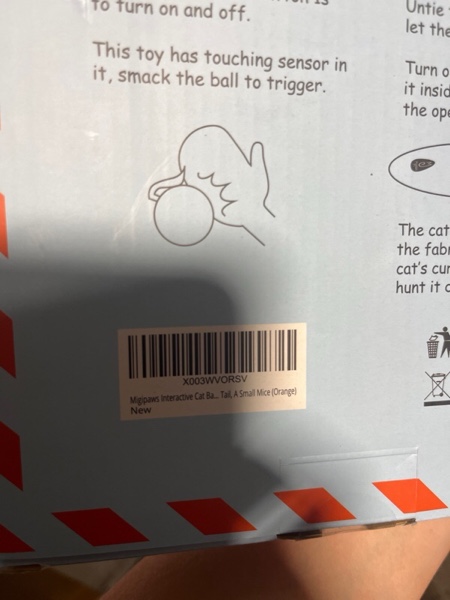 to turn on and off.
This toy has touching sensor in
it, smack the ball to trigger.
Untie
let the
Turn o
it insid
the ope
The cat
the fabr
cat's cur
hunt it o
X003WVORSV
Migipaws Interactive Cat Ba... Tail, A Small Mice (Orange)
New